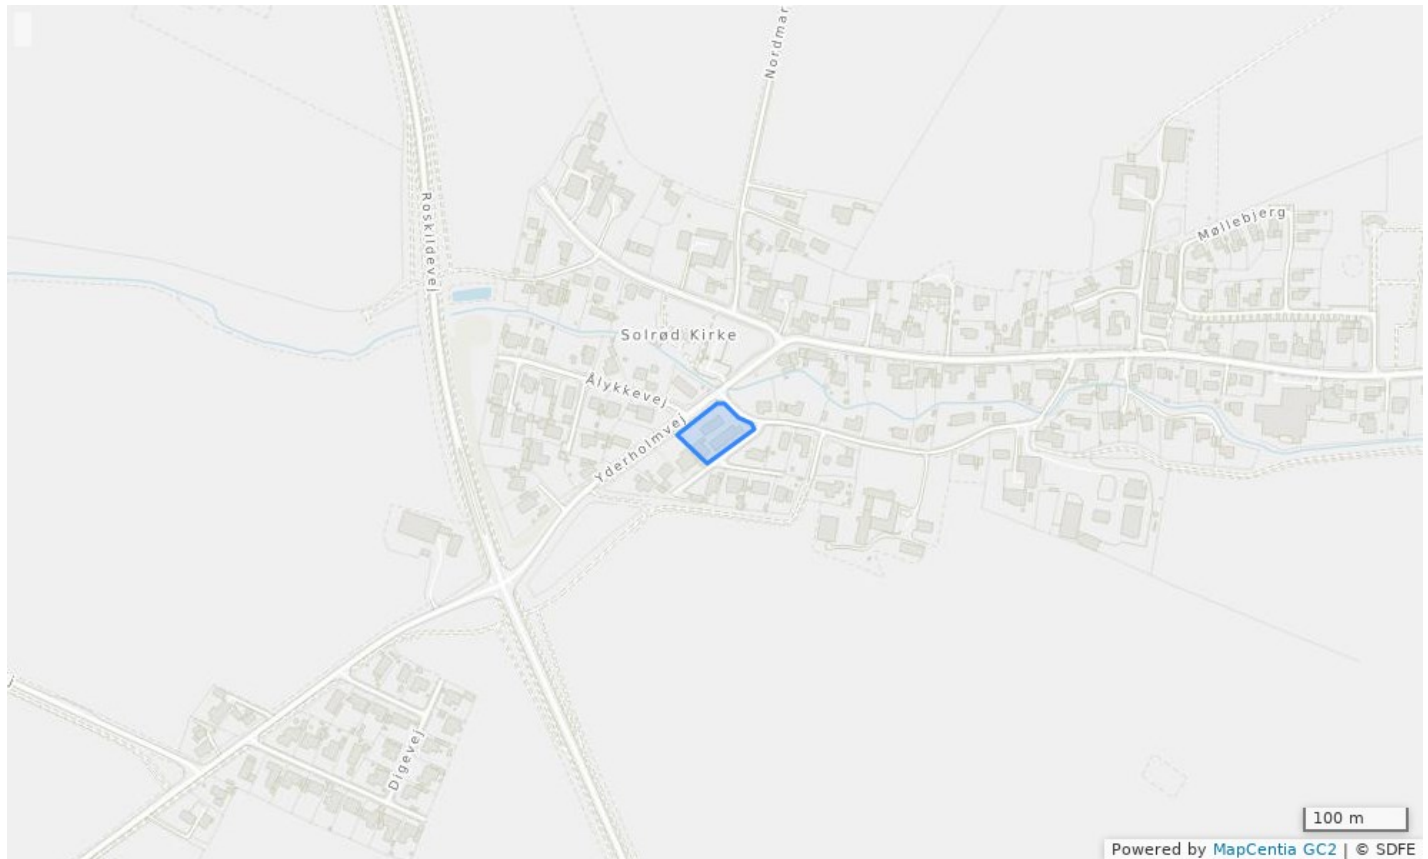 Nordmar
Roskildevej
Møllebjerg
Solrød Kirke
Ålykkevej
Yderholmvej
j
Digevej
100 m
Powered by MapCentia GC2 | © SDFE